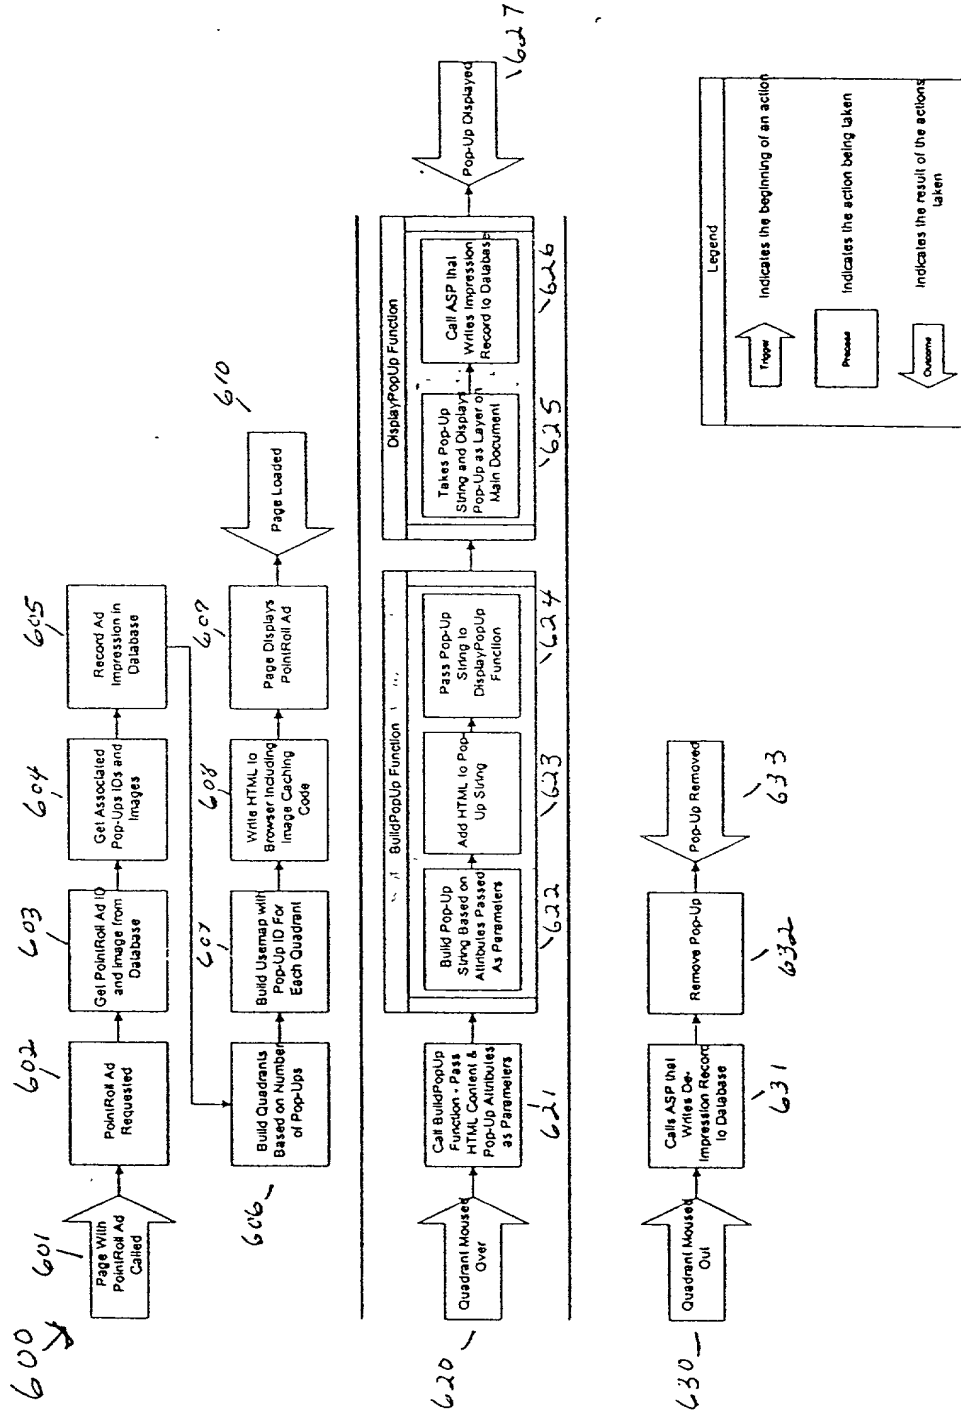 600
601
Page With
PointRoll Ad
Called
602
PointRoll Ad
Requested
603
Get PointRoll Ad ID
and Image from
Database
604
Get Associated
Pop-Ups IDs and
Images
605
Record Ad
Impression in
Database
606
Build Quadrants
Based on Number
of Pop-Ups
607
Build Usemap with
Pop-Up ID For
Each Quadrant
608
Write HTML to
Browser Including
Image Caching
Code
Page Displays
PointRoll Ad
610
Page Loaded
620
Quadrant Moused
Over
621
Call BuildPopUp
Function - Pass
HTML Content &
Pop-Up Attributes
as Parameters
BuildPopUp Function
622
Build Pop-Up
String Based on
Attributes Passed
As Parameters
623
Add HTML to Pop-
Up String
624
Pass Pop-Up
String to
DisplayPopUp
Function
DisplayPopUp Function
625
Takes Pop-Up
String and Displays
Pop-Up as Layer on
Main Document
626
Call ASP that
Writes Impression
Record to Database
627
Pop-Up Displayed
630
Quadrant Moused
Out
631
Calls ASP that
Writes De-
Impression Record
to Database
632
Remove Pop-Up
633
Pop-Up Removed
Legend
Trigger
Indicates the beginning of an action
Process
Indicates the action being taken
Outcome
Indicates the result of the actions
taken